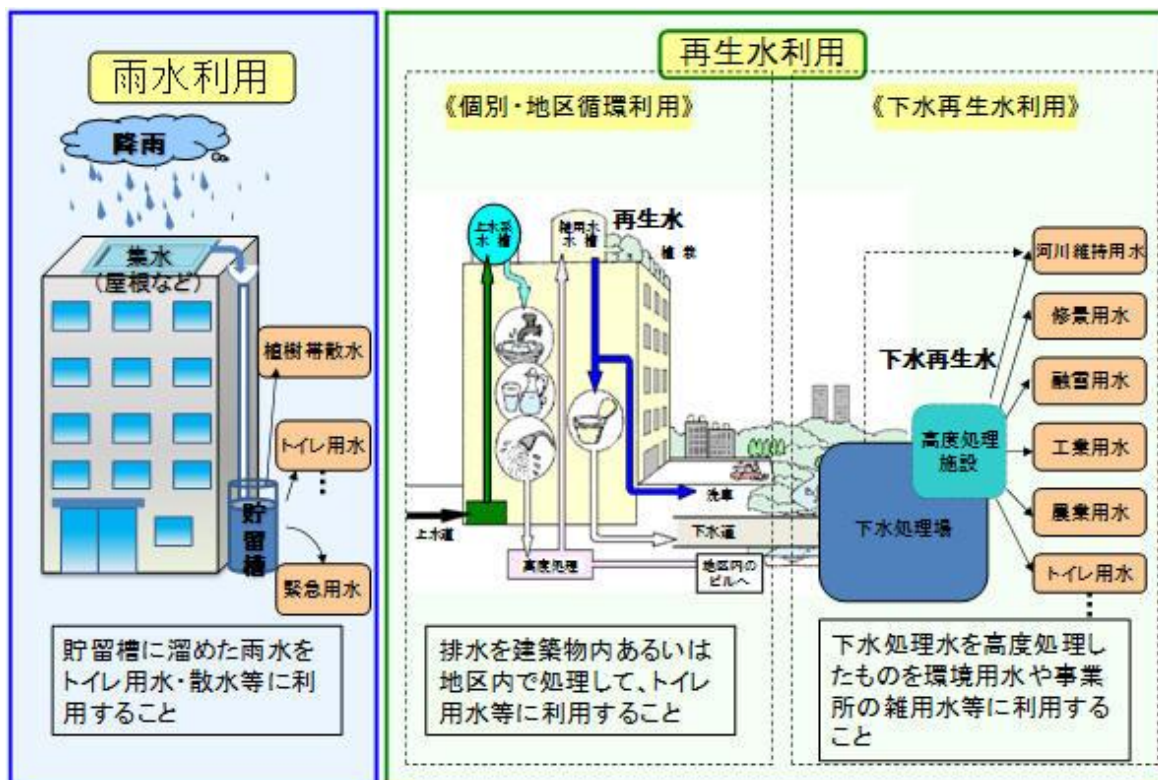 雨水利用
降雨
集水
(屋根など)
植樹帯散水
トイレ用水
貯留槽
緊急用水
貯留槽に溜めた雨水を
トイレ用水・散水等に利
用すること
再生水利用
《個別・地区循環利用》
上水系
水槽
雑用水
水槽
再生水
植栽
上水道
洗車
下水道
高度処理
地区内の
ビルへ
排水を建築物内あるいは
地区内で処理して、トイレ
用水等に利用すること
《下水再生水利用》
下水再生水
高度処理
施設
下水処理場
河川維持用水
修景用水
融雪用水
工業用水
農業用水
トイレ用水
下水処理水を高度処理し
たものを環境用水や事業
所の雑用水等に利用する
こと